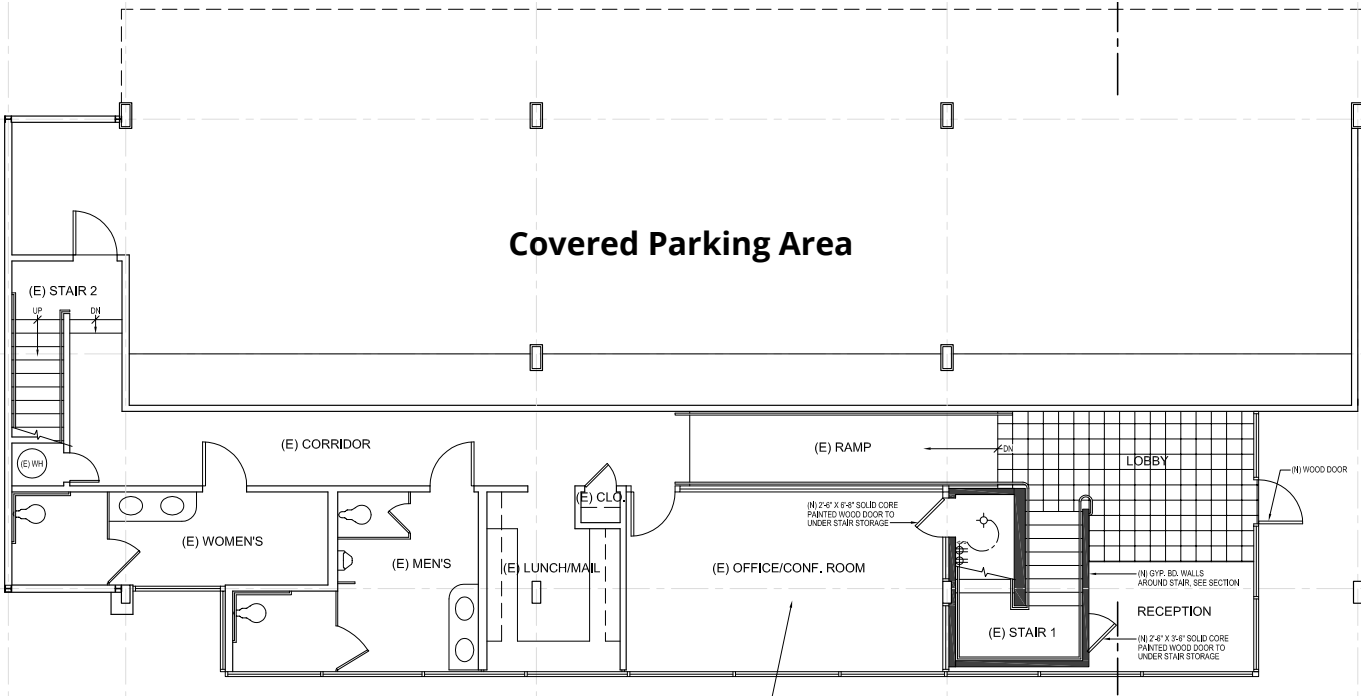 Covered Parking Area
(E) STAIR 2
UP
DN
(E) CORRIDOR
(E) RAMP
DN
LOBBY
(N) WOOD DOOR
(E) WH
(E) CLO.
(N) 2'-6" X 6'-8" SOLID CORE
PAINTED WOOD DOOR TO
UNDER STAIR STORAGE
(E) WOMEN'S
(E) MEN'S
(E) LUNCH/MAIL
(E) OFFICE/CONF. ROOM
(N) GYP. BD. WALLS
AROUND STAIR, SEE SECTION
RECEPTION
(E) STAIR 1
(N) 2'-6" X 3'-6" SOLID CORE
PAINTED WOOD DOOR TO
UNDER STAIR STORAGE